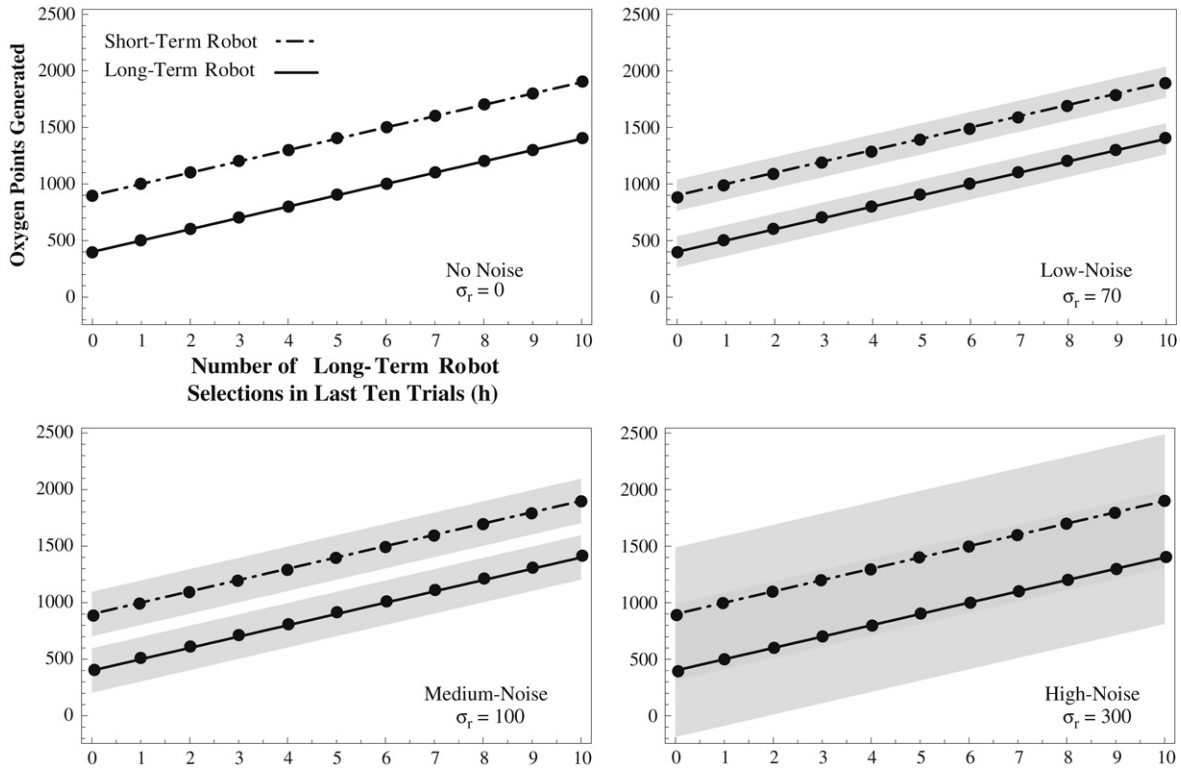 2500
2000
1500
1000
500
0
Oxygen Points Generated
Short-Term Robot
Long-Term Robot
No Noise
σr = 0
0 1 2 3 4 5 6 7 8 9 10
Number of Long-Term Robot
Selections in Last Ten Trials (h)
2500
2000
1500
1000
500
0
Low-Noise
σr = 70
0 1 2 3 4 5 6 7 8 9 10
2500
2000
1500
1000
500
0
Medium-Noise
σr = 100
0 1 2 3 4 5 6 7 8 9 10
2500
2000
1500
1000
500
0
High-Noise
σr = 300
0 1 2 3 4 5 6 7 8 9 10